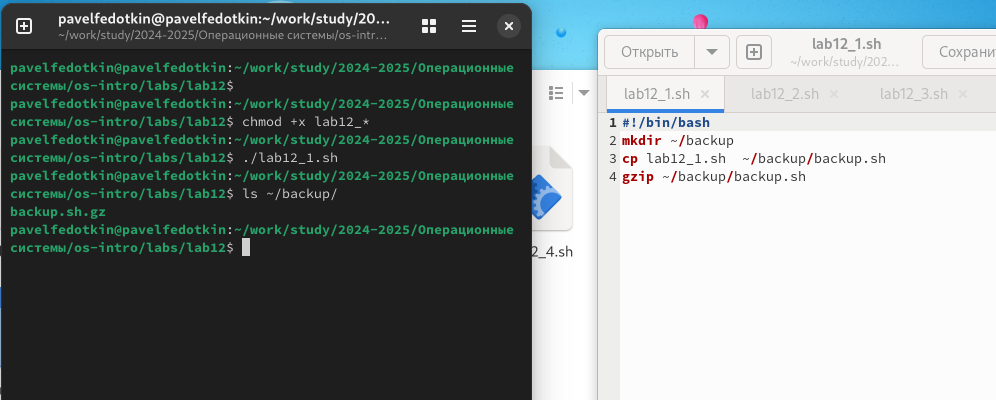 pavelfedotkin@pavelfedotkin:~/work/study/20...
~/work/study/2024-2025/Операционные системы/os-intr...
pavelfedotkin@pavelfedotkin:~/work/study/2024-2025/Операционные
системы/os-intro/labs/lab12$
pavelfedotkin@pavelfedotkin:~/work/study/2024-2025/Операционные
системы/os-intro/labs/lab12$ chmod +x lab12_*
pavelfedotkin@pavelfedotkin:~/work/study/2024-2025/Операционные
системы/os-intro/labs/lab12$ ./lab12_1.sh
pavelfedotkin@pavelfedotkin:~/work/study/2024-2025/Операционные
системы/os-intro/labs/lab12$ ls ~/backup/
backup.sh.gz
pavelfedotkin@pavelfedotkin:~/work/study/2024-2025/Операционные
системы/os-intro/labs/lab12$
2_4.sh
Открыть
lab12_1.sh
~/work/study/202...
Сохрани
lab12_1.sh × lab12_2.sh × lab12_3.sh ×
1 #!/bin/bash
2 mkdir ~/backup
3 cp lab12_1.sh  ~/backup/backup.sh
4 gzip ~/backup/backup.sh